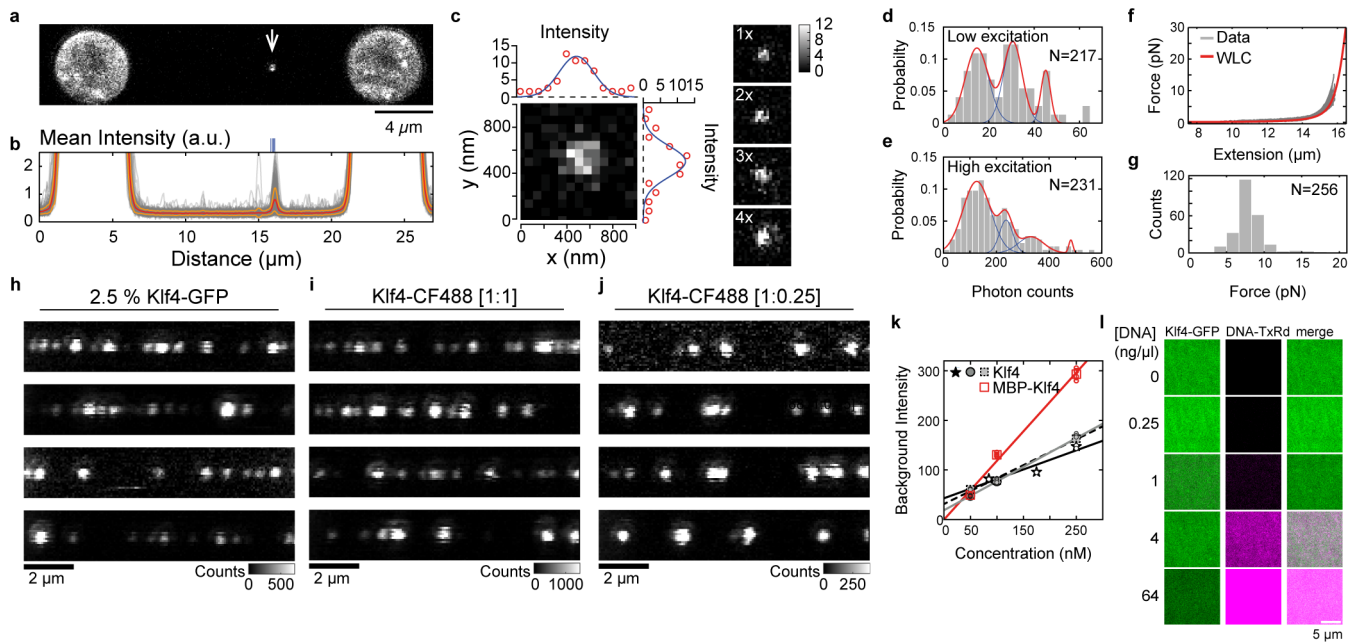 a
4 µm
b
Mean Intensity (a.u.)
2
1
0
0 5 10 15 20 25
Distance (µm)
c
Intensity
10
0
0 5 10 15
Intensity
y (nm)
800
600
400
200
0
0 400 800
x (nm)
1x
2x
3x
4x
12
8
4
0
d
Low excitation
N=217
Probabilty
0.15
0.1
0.05
0
0 20 40 60
e
High excitation
N=231
Probability
0.15
0.1
0.05
0
0 200 400 600
Photon counts
f
Data
WLC
Force (pN)
30
20
10
0
8 10 12 14 16
Extension (µm)
g
N=256
Counts
120
60
0
0 5 10 15 20
Force (pN)
h
2.5 % Klf4-GFP
2 µm
Counts
0 500
i
Klf4-CF488 [1:1]
2 µm
Counts
0 1000
j
Klf4-CF488 [1:0.25]
2 µm
Counts
0 250
k
Klf4
MBP-Klf4
Background Intensity
300
200
100
0
0 50 150 250
Concentration (nM)
l
[DNA]
(ng/µl)
Klf4-GFP DNA-TxRd merge
0
0.25
1
4
64
5 µm